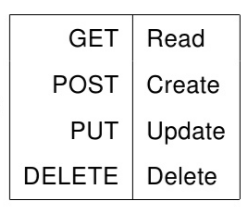 GET Read
POST Create
PUT Update
DELETE Delete